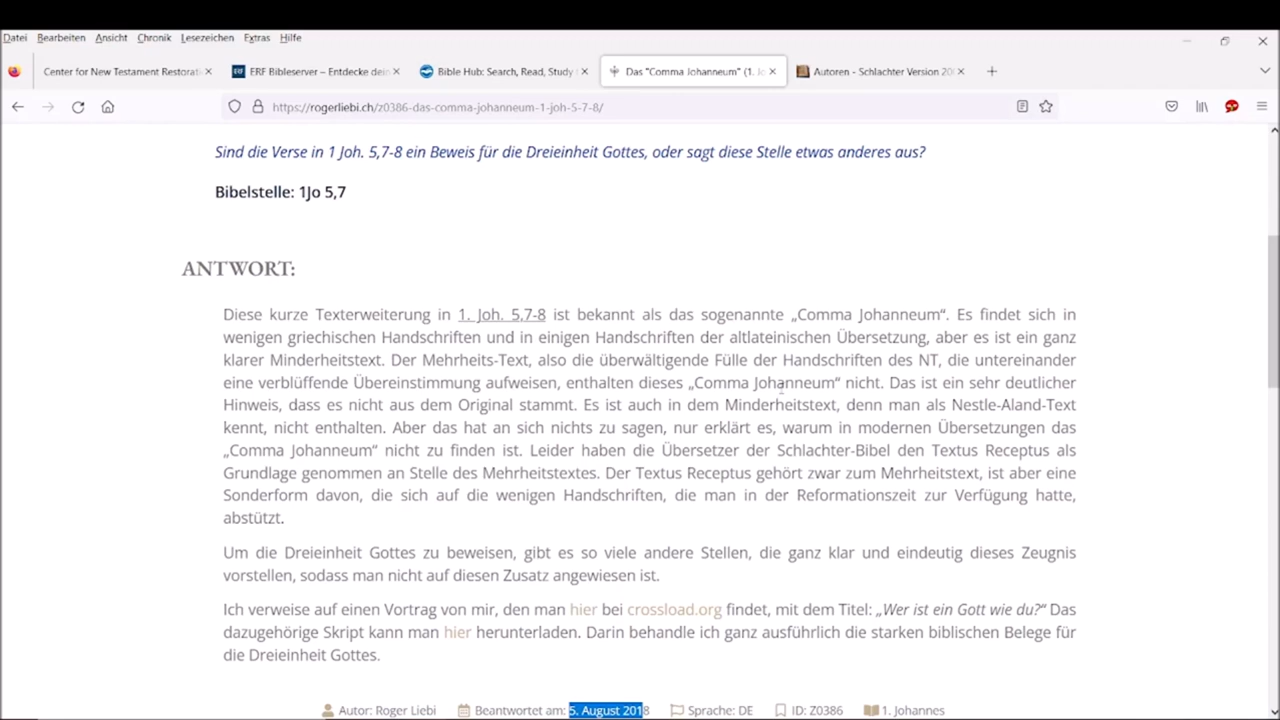 Datei Bearbeiten Ansicht Chronik Lesezeichen Extras Hilfe
Center for New Testament Restorati ERF Bibleserver – Entdecke dein Bible Hub: Search, Read, Study Das "Comma Johanneum" (1. Jo Autoren - Schlachter Version 20
https://rogerliebi.ch/z0386-das-comma-johanneum-1-joh-5-7-8/
Sind die Verse in 1 Joh. 5,7-8 ein Beweis für die Dreieinheit Gottes, oder sagt diese Stelle etwas anderes aus?
Bibelstelle: 1Jo 5,7
ANTWORT:
Diese kurze Texterweiterung in 1. Joh. 5,7-8 ist bekannt als das sogenannte „Comma Johanneum“. Es findet sich in
wenigen griechischen Handschriften und in einigen Handschriften der altlateinischen Übersetzung, aber es ist ein ganz
klarer Minderheitstext. Der Mehrheits-Text, also die überwältigende Fülle der Handschriften des NT, die untereinander
eine verblüffende Übereinstimmung aufweisen, enthalten dieses „Comma Johanneum“ nicht. Das ist ein sehr deutlicher
Hinweis, dass es nicht aus dem Original stammt. Es ist auch in dem Minderheitstext, denn man als Nestle-Aland-Text
kennt, nicht enthalten. Aber das hat an sich nichts zu sagen, nur erklärt es, warum in modernen Übersetzungen das
„Comma Johanneum“ nicht zu finden ist. Leider haben die Übersetzer der Schlachter-Bibel den Textus Receptus als
Grundlage genommen an Stelle des Mehrheitstextes. Der Textus Receptus gehört zwar zum Mehrheitstext, ist aber eine
Sonderform davon, die sich auf die wenigen Handschriften, die man in der Reformationszeit zur Verfügung hatte,
abstützt.
Um die Dreieinheit Gottes zu beweisen, gibt es so viele andere Stellen, die ganz klar und eindeutig dieses Zeugnis
vorstellen, sodass man nicht auf diesen Zusatz angewiesen ist.
Ich verweise auf einen Vortrag von mir, den man hier bei crossload.org findet, mit dem Titel: „Wer ist ein Gott wie du?“ Das
dazugehörige Skript kann man hier herunterladen. Darin behandle ich ganz ausführlich die starken biblischen Belege für
die Dreieinheit Gottes.
Autor: Roger Liebi Beantwortet am: 5. August 2018 Sprache: DE ID: Z0386 1. Johannes